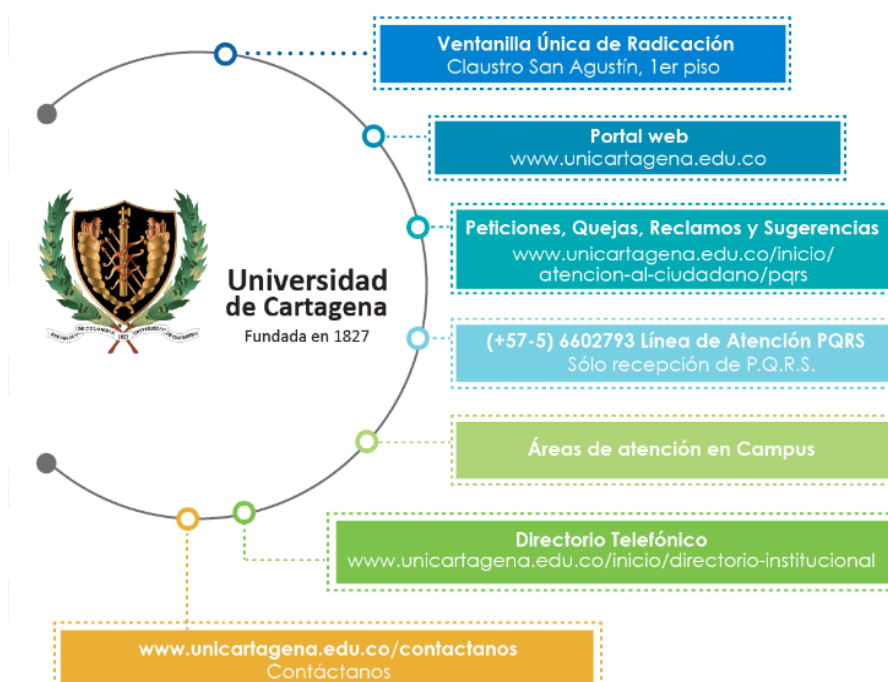 Ventanilla Única de Radicación
Claustro San Agustín, 1er piso
Portal web
www.unicartagena.edu.co
Peticiones, Quejas, Reclamos y Sugerencias
www.unicartagena.edu.co/inicio/
atencion-al-ciudadano/pqrs
Universidad
de Cartagena
Fundada en 1827
(+57-5) 6602793 Línea de Atención PQRS
Sólo recepción de P.Q.R.S.
Áreas de atención en Campus
Directorio Telefónico
www.unicartagena.edu.co/inicio/directorio-institucional
www.unicartagena.edu.co/contactanos
Contáctanos